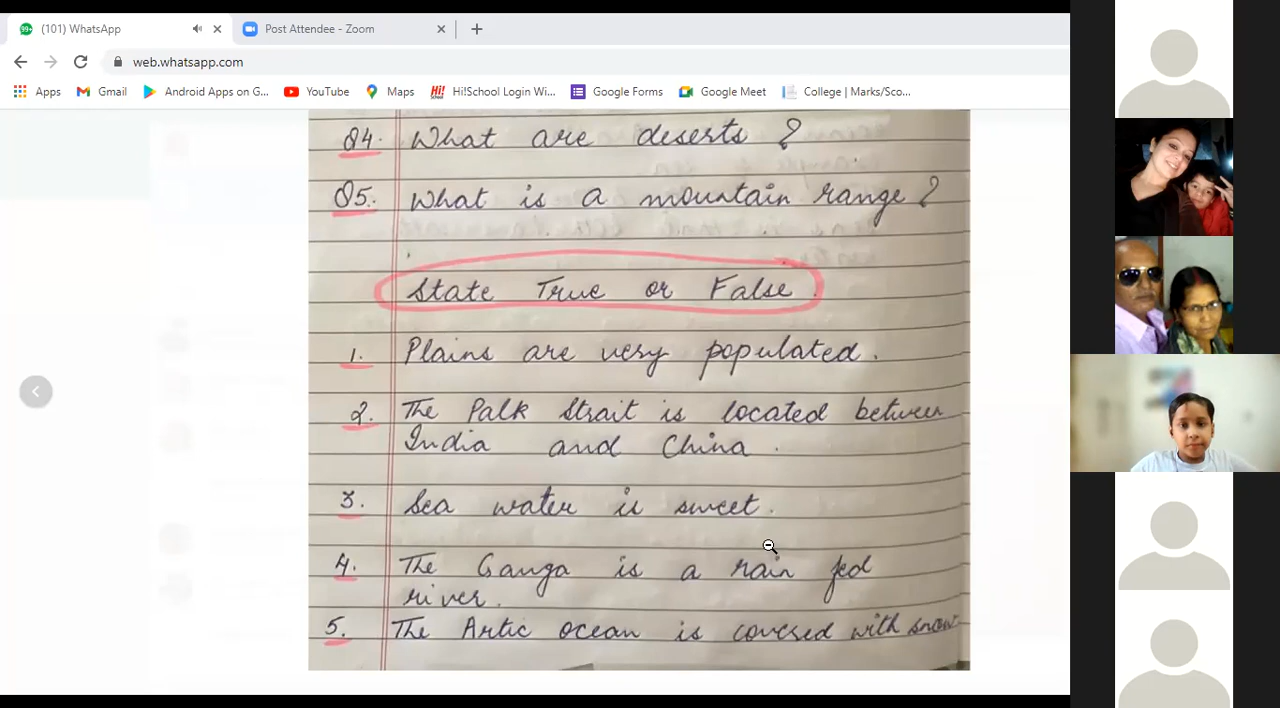 (101) WhatsApp
Post Attendee - Zoom
web.whatsapp.com
Apps Gmail Android Apps on G... YouTube Maps Hi!School Login Wi... Google Forms Google Meet College | Marks/Sco...
Q4. What are deserts ?
Q5. What is a mountain range ?
State True or False.
1. Plains are very populated.
2. The Palk Strait is located between
India and China.
3. Sea water is sweet.
4. The Ganga is a rain fed
river.
5. The Artic ocean is covered with snow